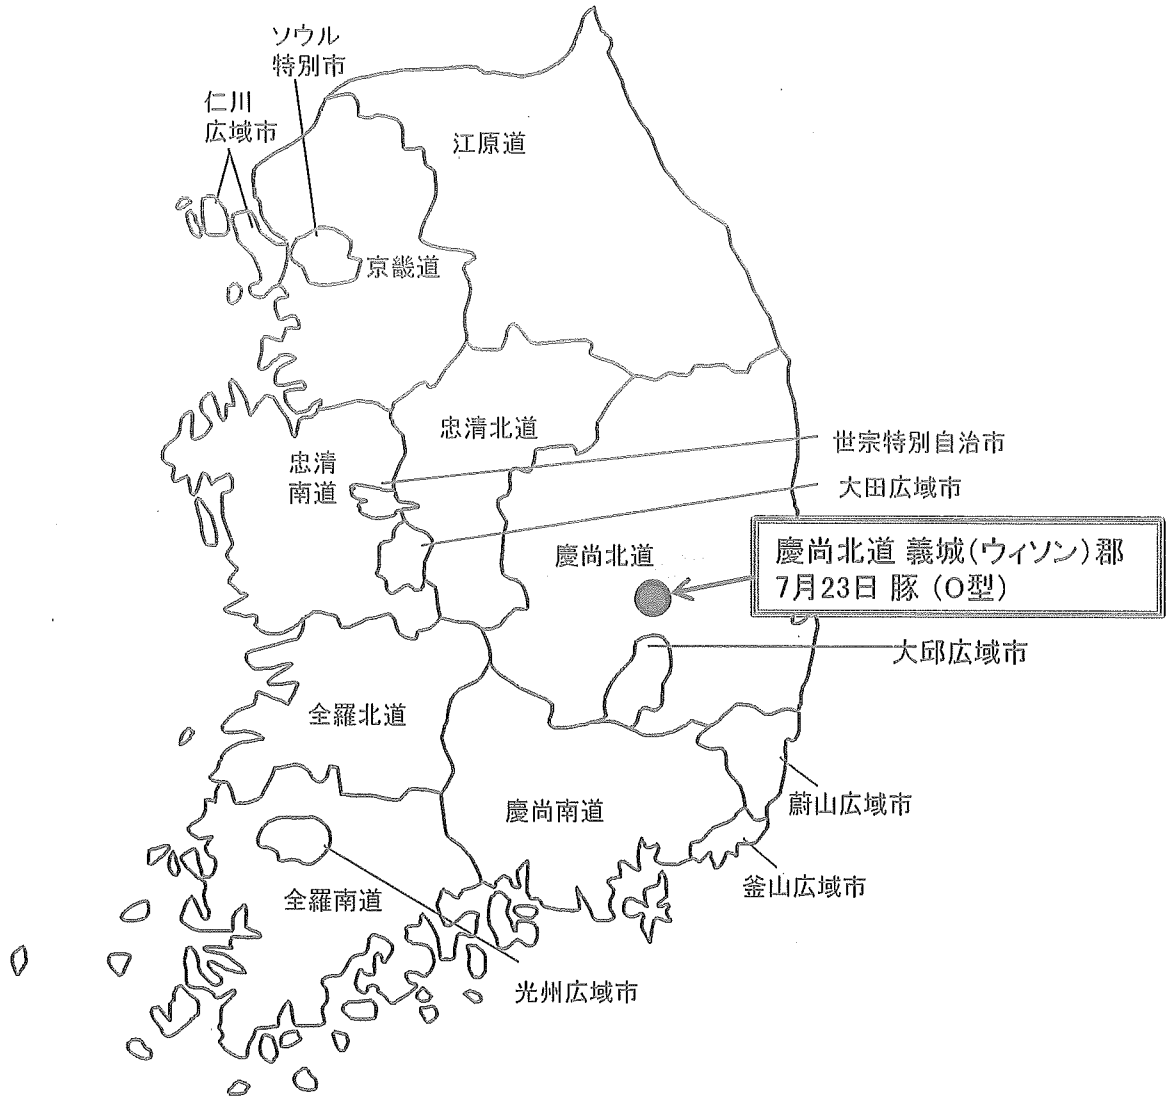 ソウル
特別市
仁川
広域市
江原道
京畿道
忠清北道
世宗特別自治市
忠清
南道
大田広域市
慶尚北道
慶尚北道 義城(ウィソン)郡
7月23日 豚 (O型)
大邱広域市
全羅北道
慶尚南道
蔚山広域市
釜山広域市
全羅南道
光州広域市